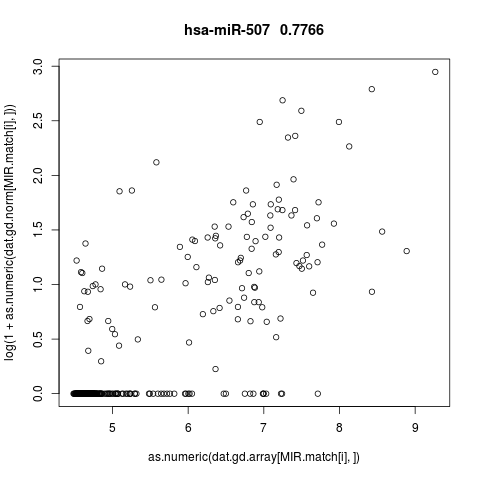 hsa-miR-507 0.7766
log(1 + as.numeric(dat.gd.norm[MIR.match[i], ]))
3.0
2.5
2.0
1.5
1.0
0.5
0.0
5 6 7 8 9
as.numeric(dat.gd.array[MIR.match[i], ])